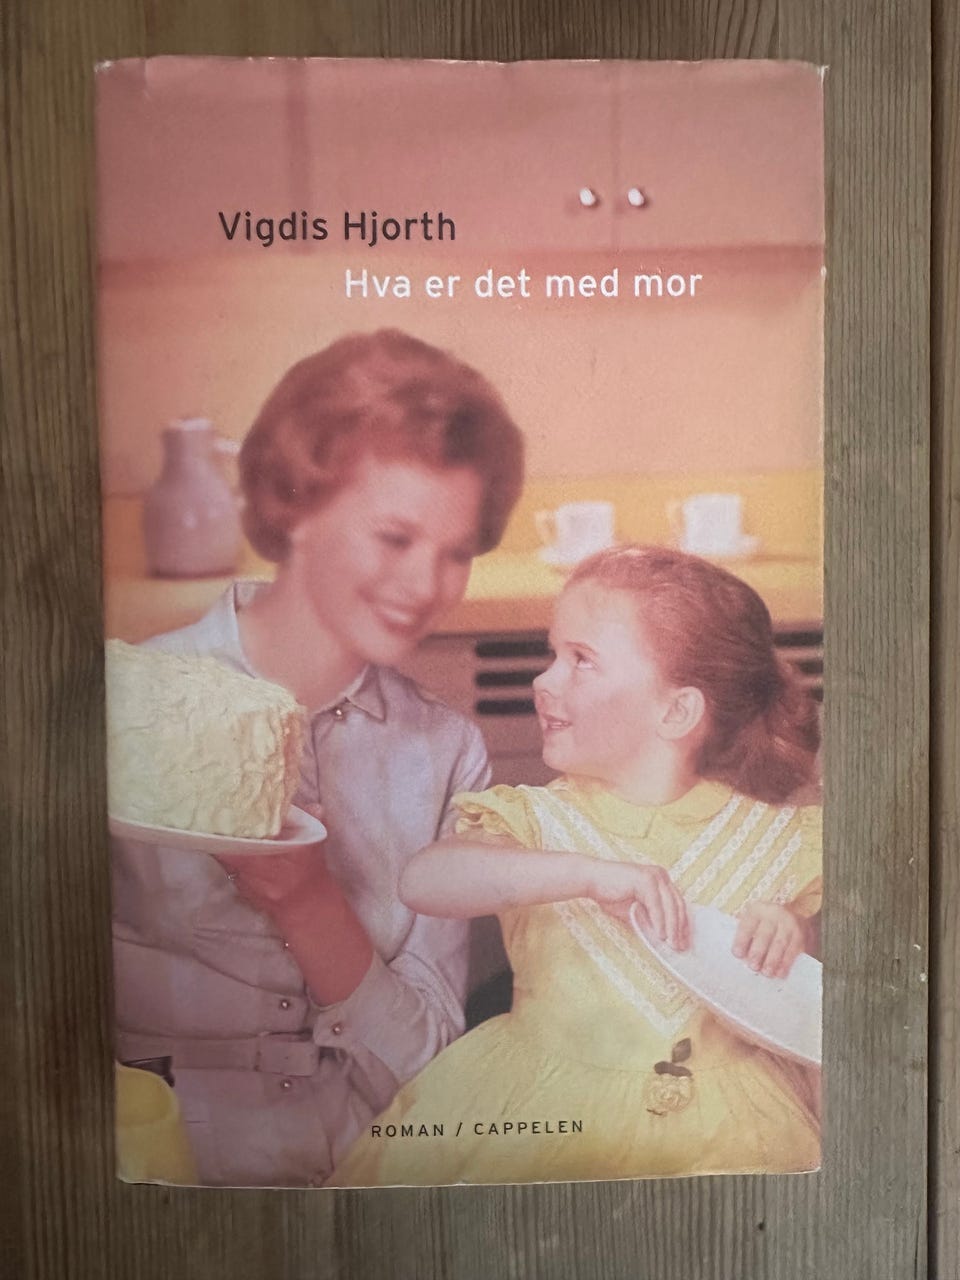 Vigdis Hjorth
Hva er det med mor
ROMAN / CAPPELEN